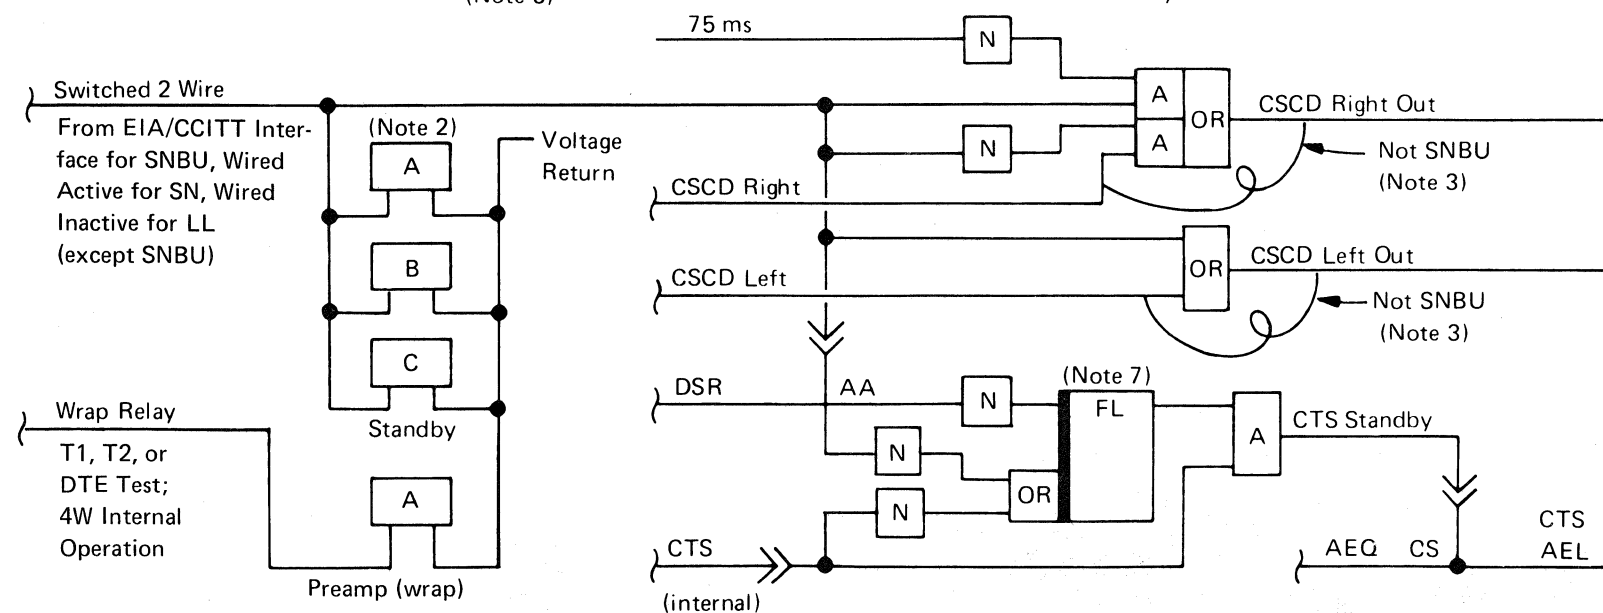 75 ms
N
Switched 2 Wire
From EIA/CCITT Inter-
face for SNBU, Wired
Active for SN, Wired
Inactive for LL
(except SNBU)
(Note 2)
A
B
C
Standby
Voltage
Return
A
A
OR
N
CSCD Right Out
Not SNBU
(Note 3)
CSCD Right
CSCD Left
OR
CSCD Left Out
Not SNBU
(Note 3)
Wrap Relay
T1, T2, or
DTE Test;
4W Internal
Operation
A
Preamp (wrap)
DSR
AA
N
(Note 7)
FL
N
OR
N
A
CTS Standby
CTS
(internal)
AEQ CS
CTS
AEL